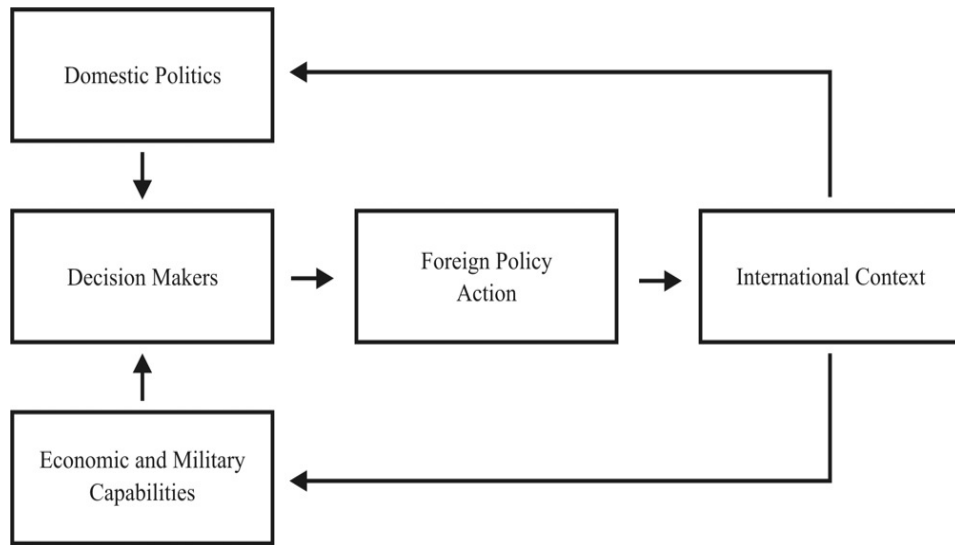 Domestic Politics
Decision Makers
Foreign Policy
Action
International Context
Economic and Military
Capabilities